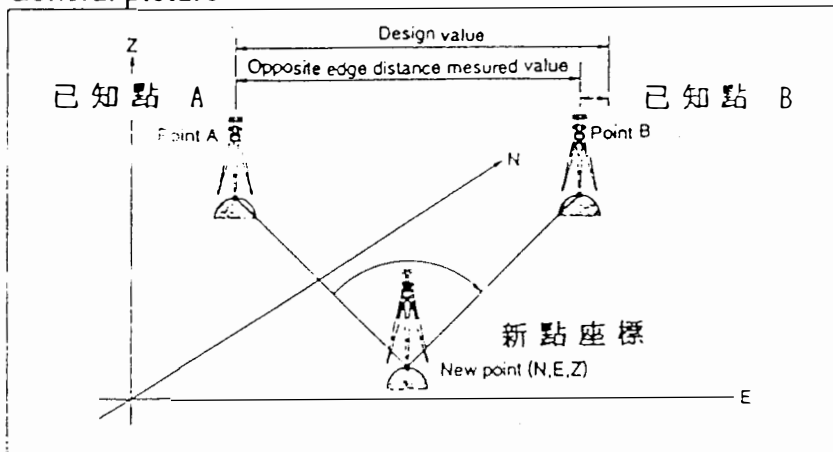 General picture
Design value
Z
Opposite edge distance mesured value
已知點 A
已知點 B
Point A
Point B
N
新點座標
New point (N,E,Z)
E